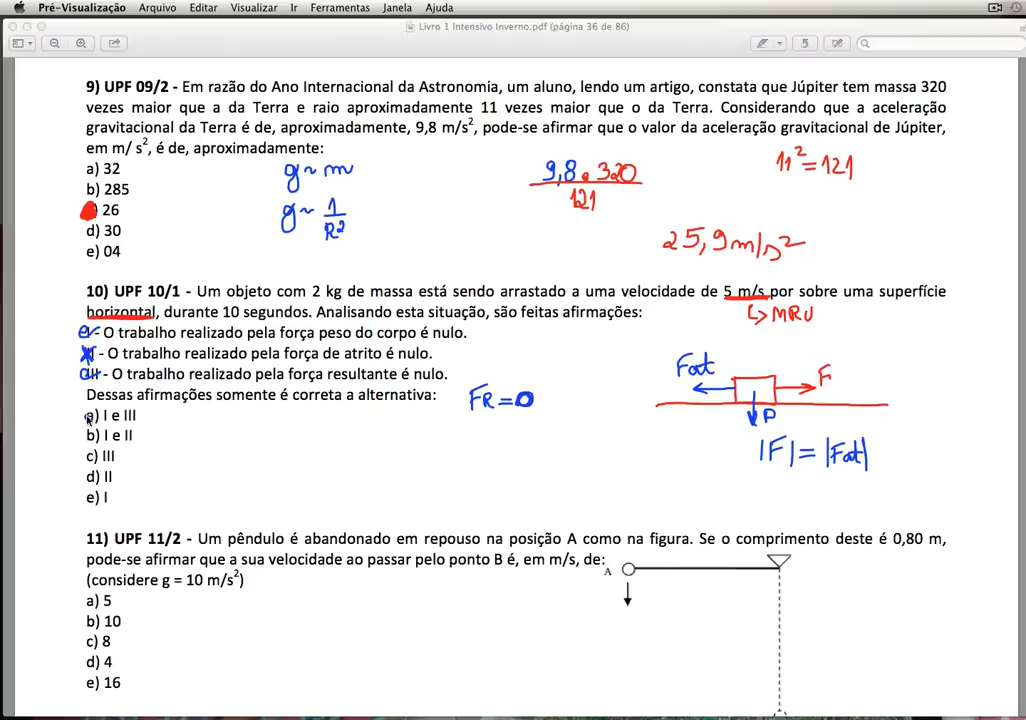 Pré-Visualização Arquivo Editar Visualizar Ir Ferramentas Janela Ajuda
Livro 1 Intensivo Inverno.pdf (página 36 de 86)
9) UPF 09/2 - Em razão do Ano Internacional da Astronomia, um aluno, lendo um artigo, constata que Júpiter tem massa 320
vezes maior que a da Terra e raio aproximadamente 11 vezes maior que o da Terra. Considerando que a aceleração
gravitacional da Terra é de, aproximadamente, 9,8 m/s², pode-se afirmar que o valor da aceleração gravitacional de Júpiter,
em m/ s², é de, aproximadamente:
a) 32
b) 285
26
d) 30
e) 04
g ~ m
g ~ 1/R²
9,8 . 320
121
11² = 121
25,9 m/s²
10) UPF 10/1 - Um objeto com 2 kg de massa está sendo arrastado a uma velocidade de 5 m/s por sobre uma superfície
horizontal, durante 10 segundos. Analisando esta situação, são feitas afirmações:
MRU
I - O trabalho realizado pela força peso do corpo é nulo.
II - O trabalho realizado pela força de atrito é nulo.
III - O trabalho realizado pela força resultante é nulo.
Dessas afirmações somente é correta a alternativa:
a) I e III
b) I e II
c) III
d) II
e) I
FR = 0
Fat
F
P
|F| = |Fat|
11) UPF 11/2 - Um pêndulo é abandonado em repouso na posição A como na figura. Se o comprimento deste é 0,80 m,
pode-se afirmar que a sua velocidade ao passar pelo ponto B é, em m/s, de:
(considere g = 10 m/s²)
a) 5
b) 10
c) 8
d) 4
e) 16
A